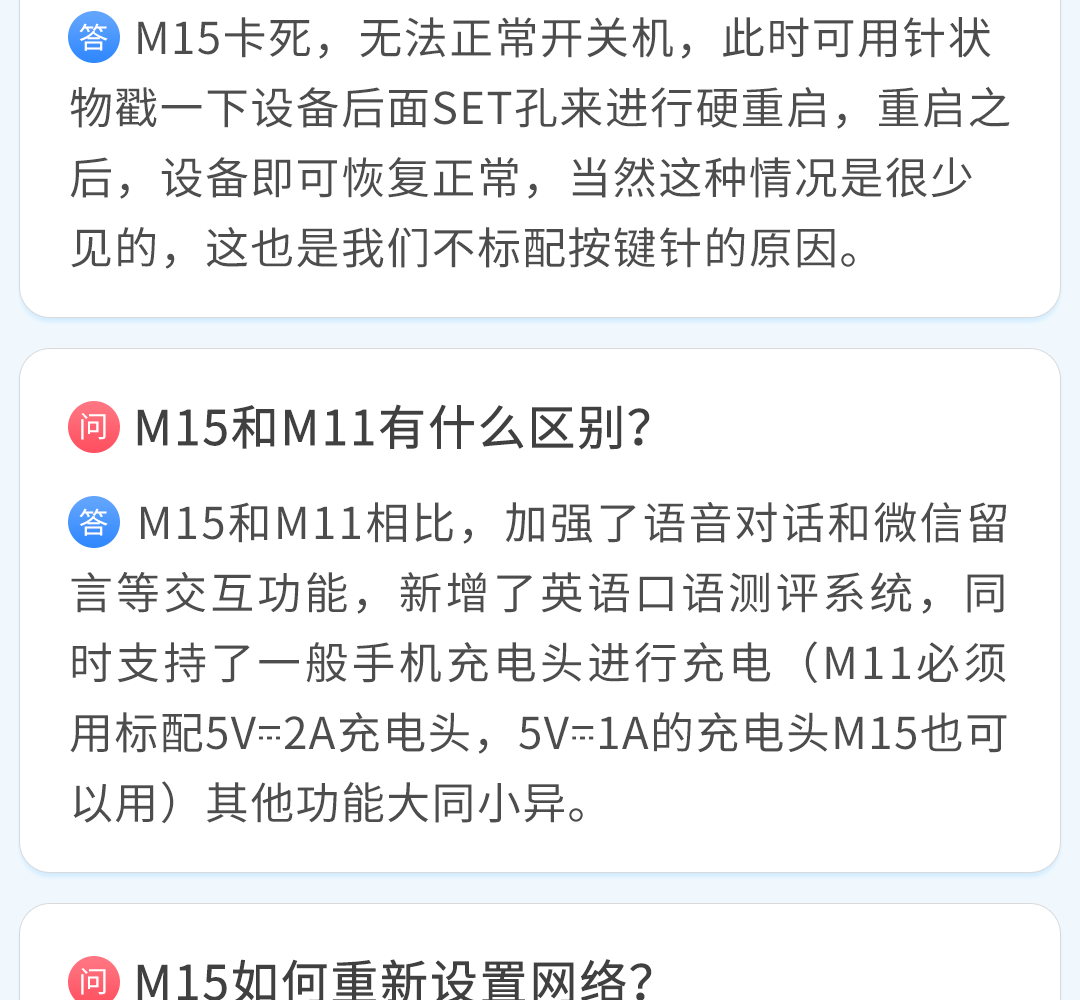 答 M15卡死，无法正常开关机，此时可用针状
物戳一下设备后面SET孔来进行硬重启，重启之
后，设备即可恢复正常，当然这种情况是很少
见的，这也是我们不标配按键针的原因。
问 M15和M11有什么区别？
答 M15和M11相比，加强了语音对话和微信留
言等交互功能，新增了英语口语测评系统，同
时支持了一般手机充电头进行充电（M11必须
用标配5V⎓2A充电头，5V⎓1A的充电头M15也可
以用）其他功能大同小异。
问 M15如何重新设置网络？